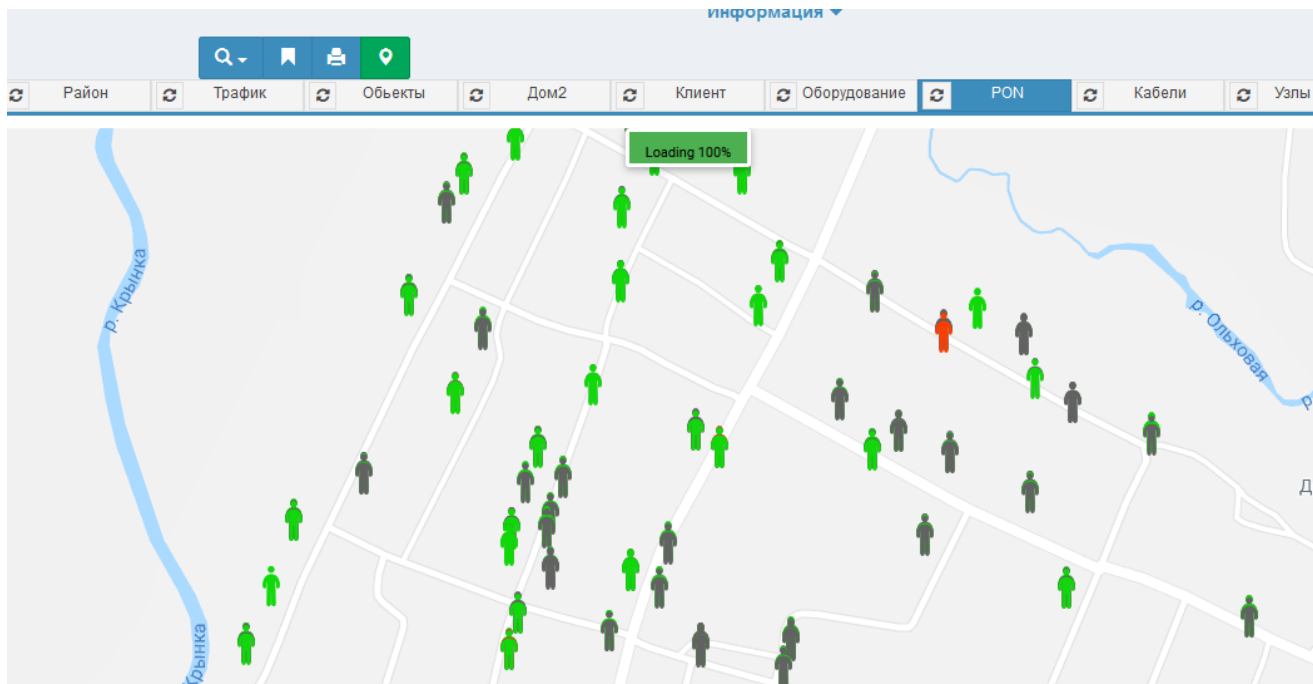 Информация
Район
Трафик
Обьекты
Дом2
Клиент
Оборудование
PON
Кабели
Узлы
Loading 100%
р. Крынка
р. Ольховая
р
Д
Крынка